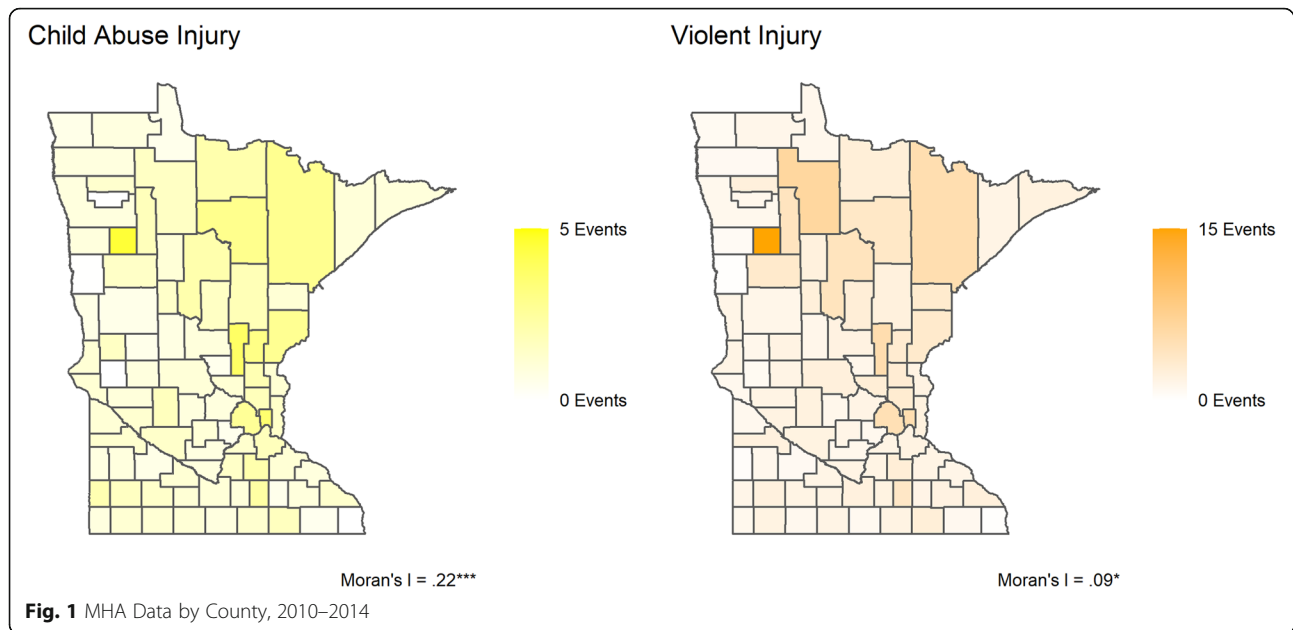 Child Abuse Injury
Violent Injury
5 Events
0 Events
15 Events
0 Events
Moran's I = .22***
Moran's I = .09*
Fig. 1 MHA Data by County, 2010–2014